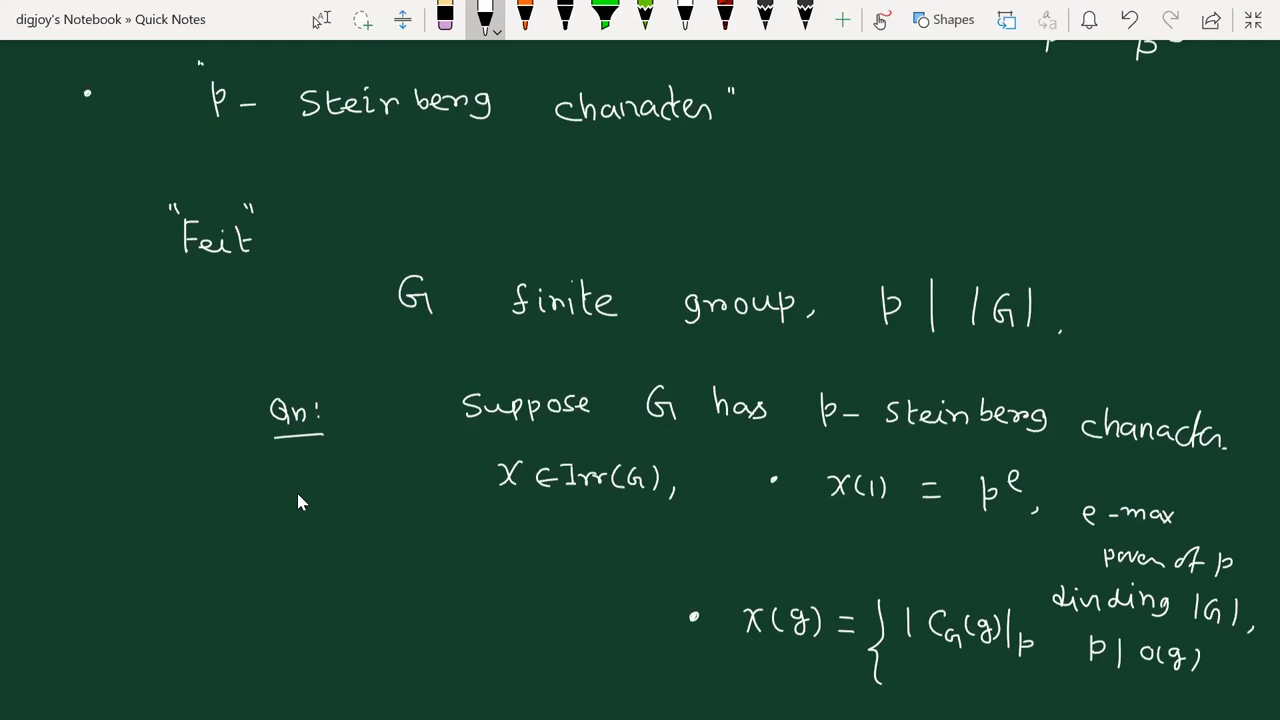 digjoy's Notebook » Quick Notes
Shapes
• "p- Steinberg character"
"Feit"
G finite group, p | |G|.
Qn: Suppose G has p- steinberg character.
χ ∈ Irr(G), • χ(1) = p^e, e - max
power of p
dividing |G|,
• χ(g) = { |C_G(g)|_p p | o(g)